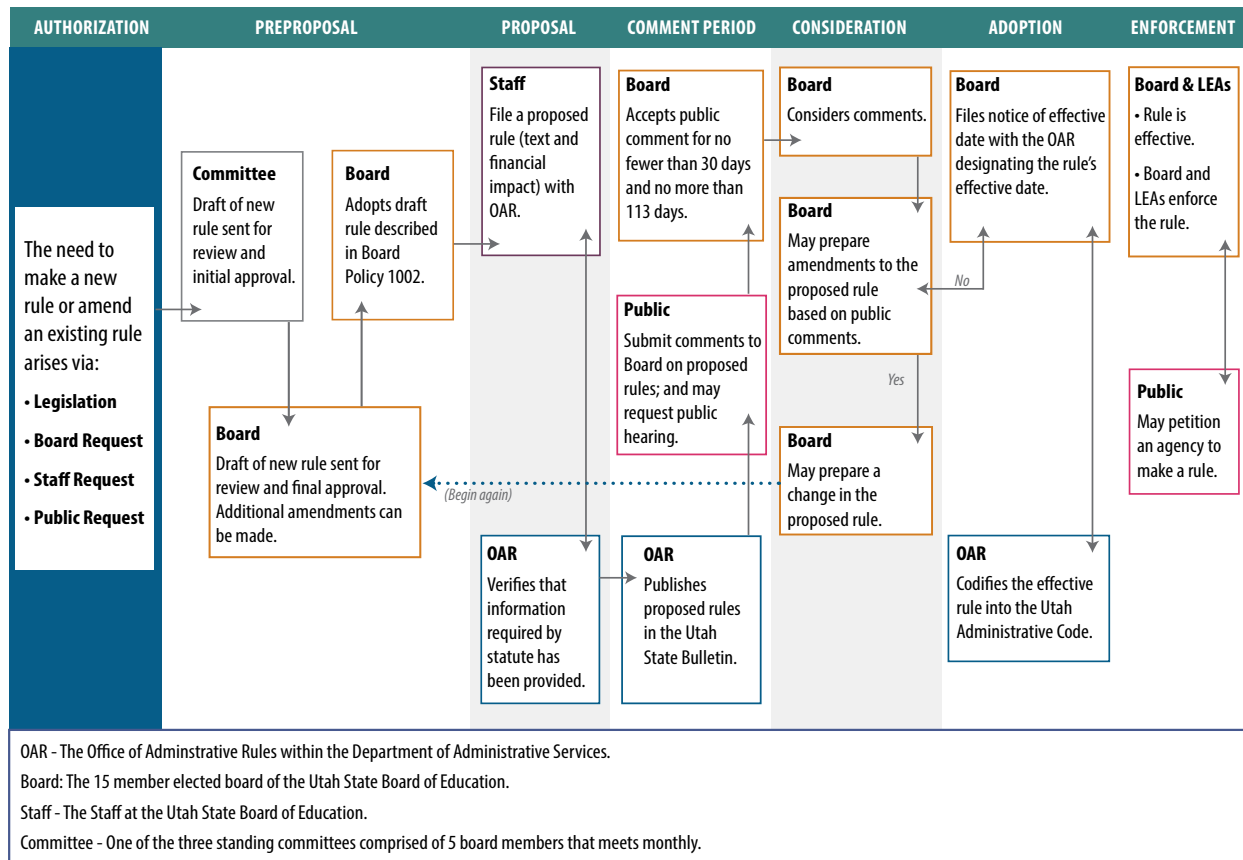 AUTHORIZATION
PREPROPOSAL
PROPOSAL
COMMENT PERIOD
CONSIDERATION
ADOPTION
ENFORCEMENT
The need to
make a new
rule or amend
an existing rule
arises via:
• Legislation
• Board Request
• Staff Request
• Public Request
Committee
Draft of new
rule sent for
review and
initial approval.
Board
Adopts draft
rule described
in Board
Policy 1002.
Board
Draft of new rule sent for
review and final approval.
Additional amendments can
be made.
(Begin again)
Staff
File a proposed
rule (text and
financial
impact) with
OAR.
OAR
Verifies that
information
required by
statute has
been provided.
Board
Accepts public
comment for no
fewer than 30 days
and no more than
113 days.
Public
Submit comments to
Board on proposed
rules; and may
request public
hearing.
OAR
Publishes
proposed rules
in the Utah
State Bulletin.
Board
Considers comments.
Board
May prepare
amendments to the
proposed rule
based on public
comments.
No
Yes
Board
May prepare a
change in the
proposed rule.
Board
Files notice of effective
date with the OAR
designating the rule's
effective date.
OAR
Codifies the effective
rule into the Utah
Administrative Code.
Board & LEAs
• Rule is
effective.
• Board and
LEAs enforce
the rule.
Public
May petition
an agency to
make a rule.
OAR - The Office of Adminstrative Rules within the Department of Administrative Services.
Board: The 15 member elected board of the Utah State Board of Education.
Staff - The Staff at the Utah State Board of Education.
Committee - One of the three standing committees comprised of 5 board members that meets monthly.